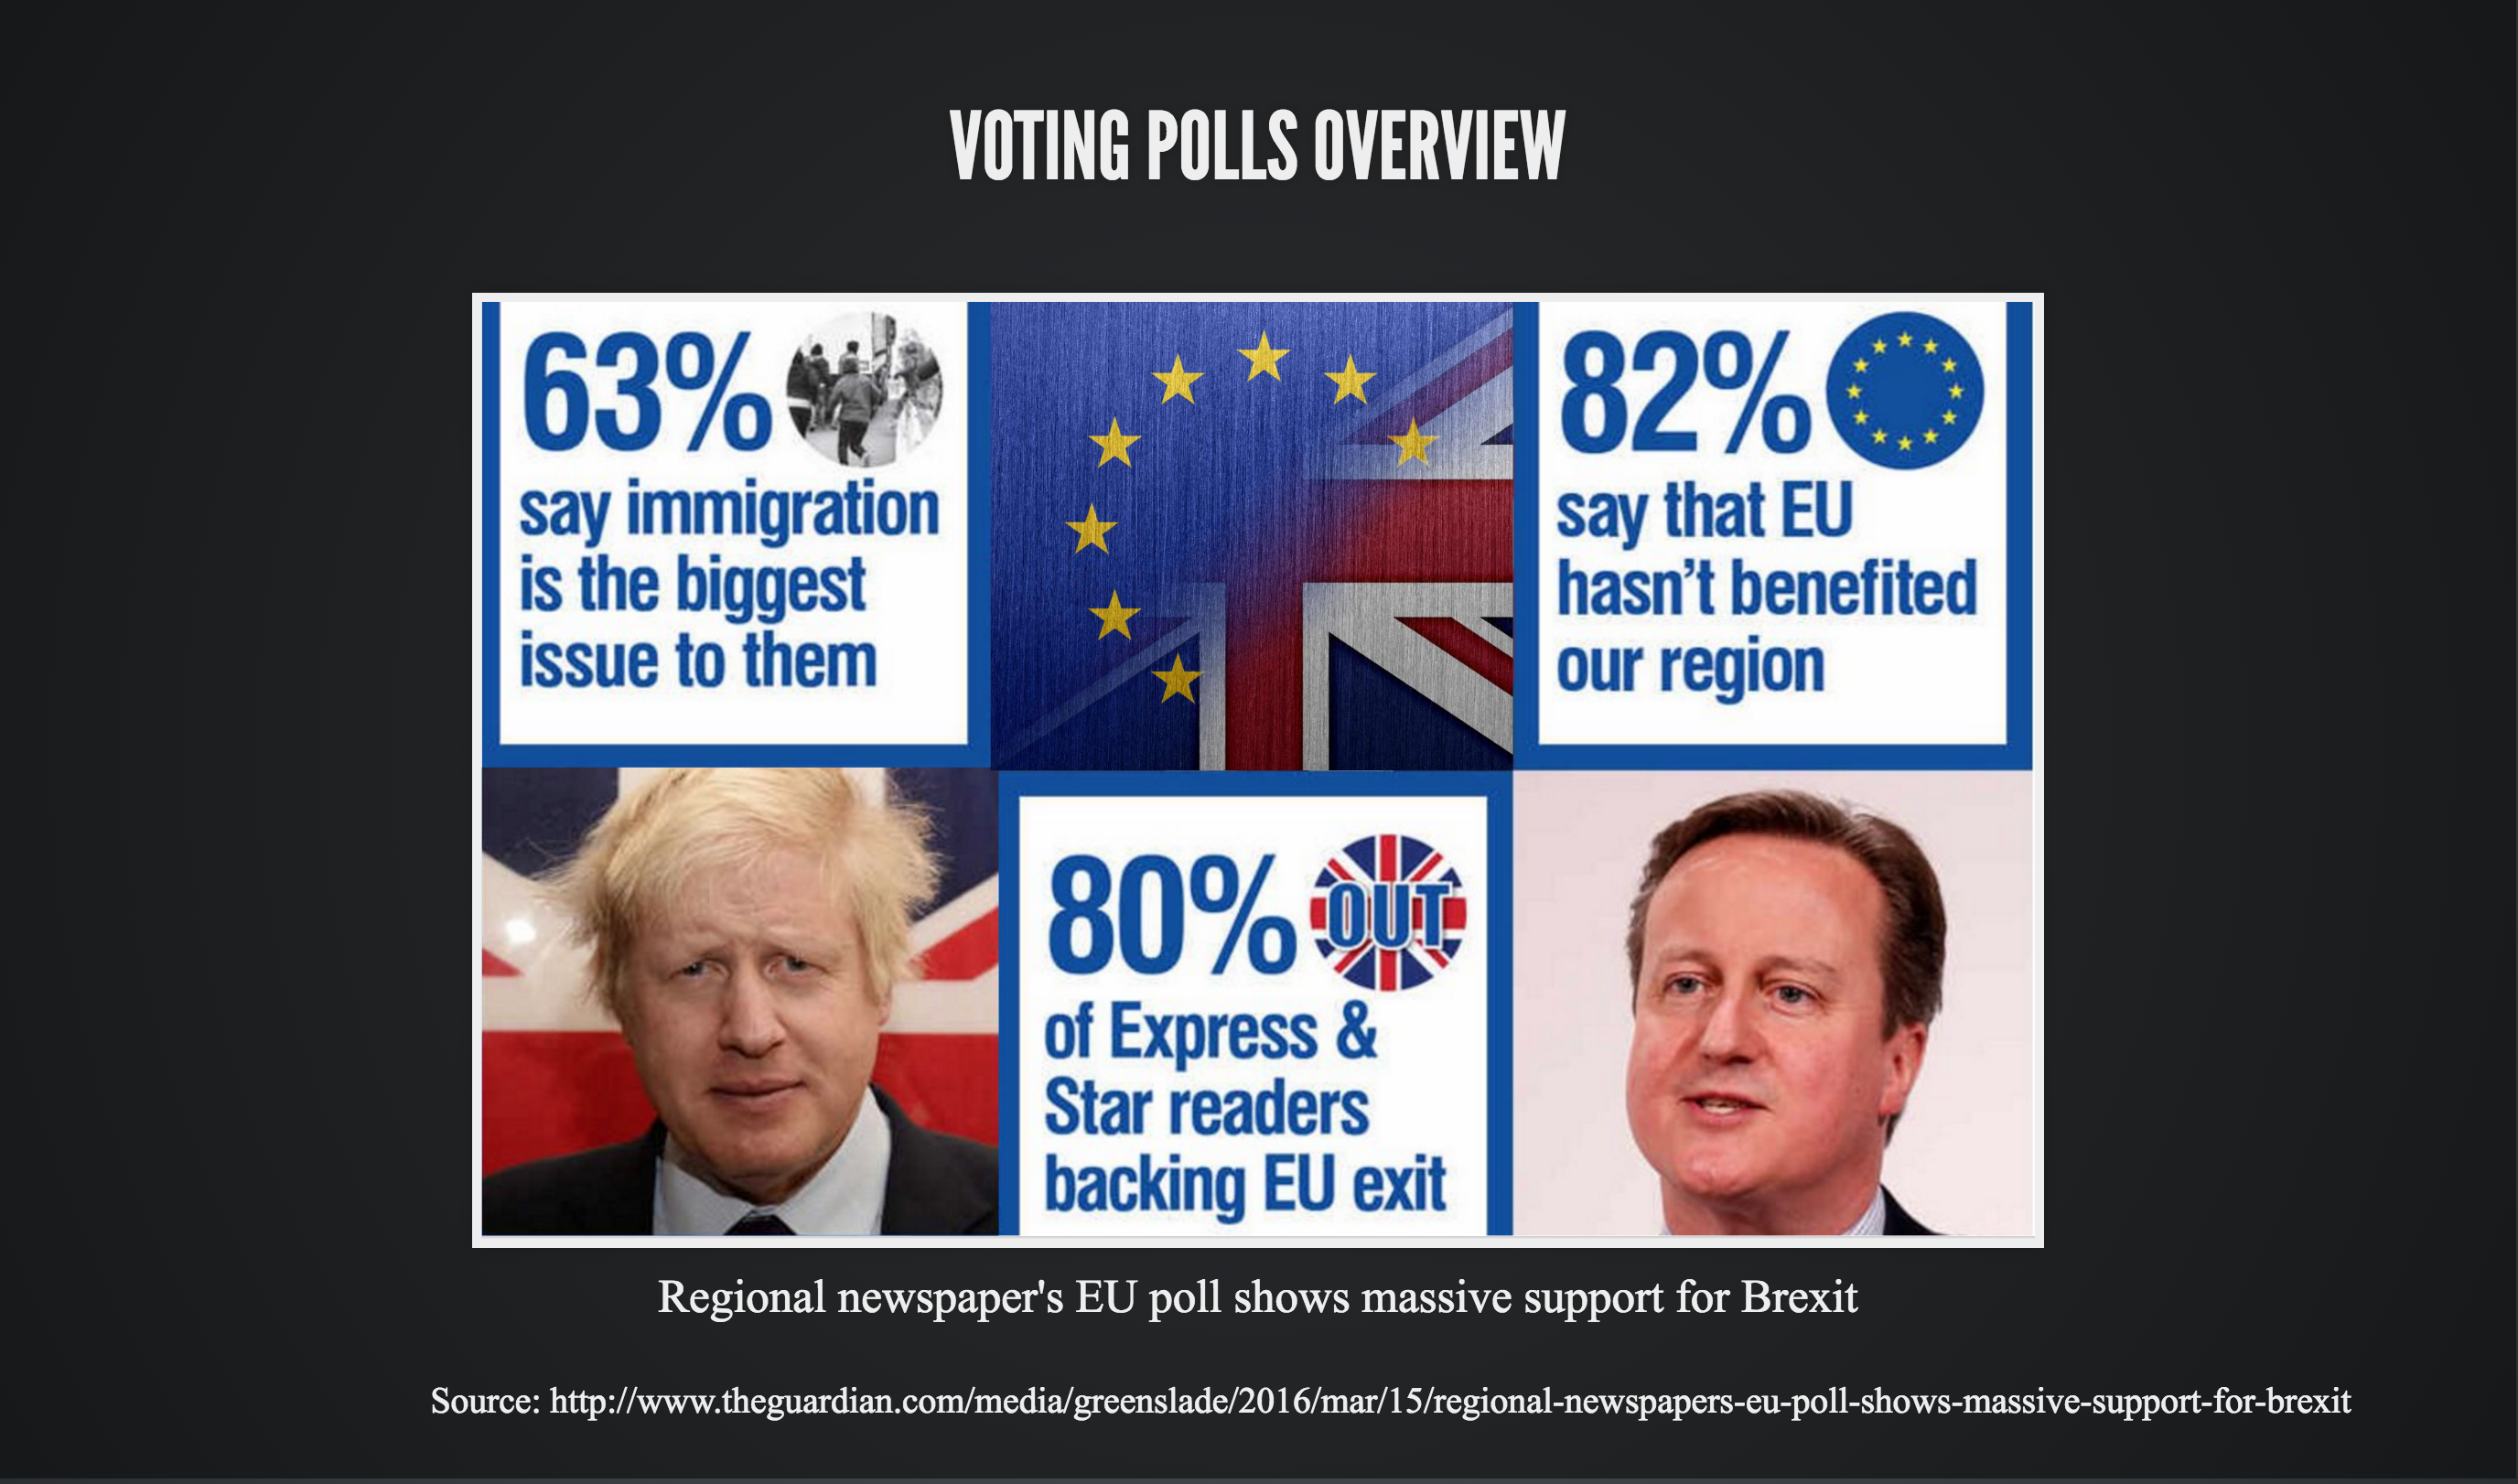 VOTING POLLS OVERVIEW
63%
say immigration
is the biggest
issue to them
82%
say that EU
hasn't benefited
our region
80%
OUT
of Express &
Star readers
backing EU exit
Regional newspaper's EU poll shows massive support for Brexit
Source: http://www.theguardian.com/media/greenslade/2016/mar/15/regional-newspapers-eu-poll-shows-massive-support-for-brexit